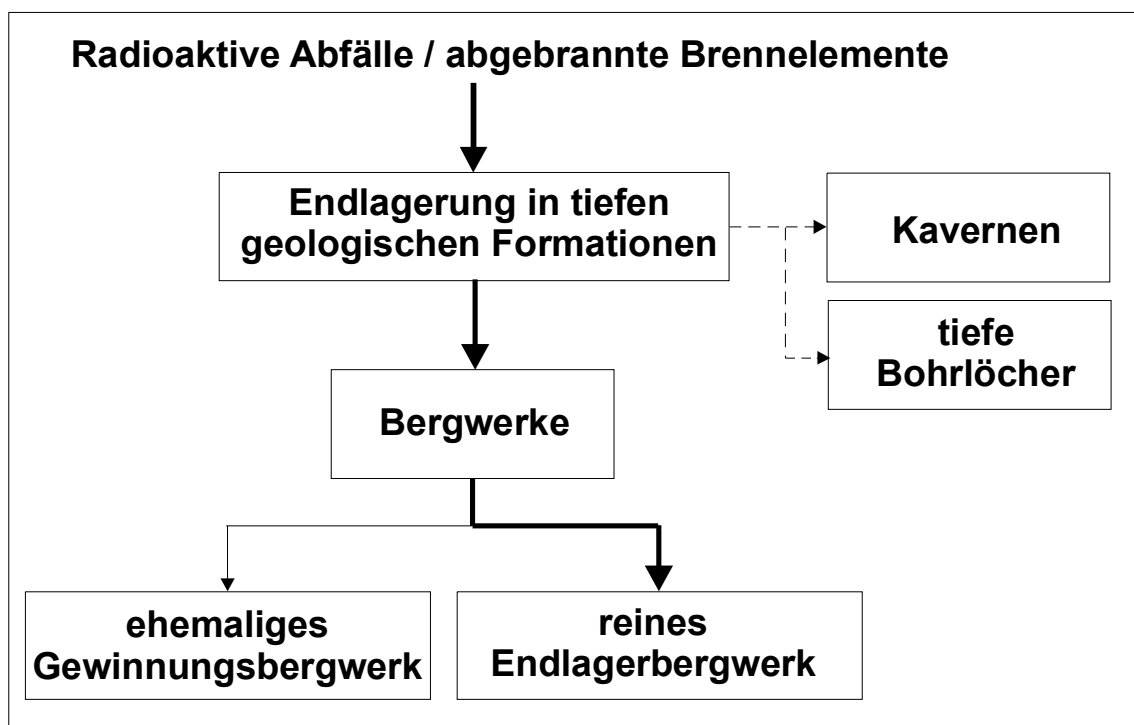 Radioaktive Abfälle / abgebrannte Brennelemente
Endlagerung in tiefen
geologischen Formationen
Kavernen
tiefe
Bohrlöcher
Bergwerke
ehemaliges
Gewinnungsbergwerk
reines
Endlagerbergwerk